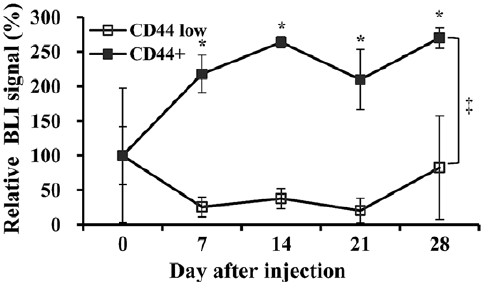 CD44 low
CD44+
Relative BLI signal (%)
300
250
200
150
100
50
0
* * * *
‡
0 7 14 21 28
Day after injection